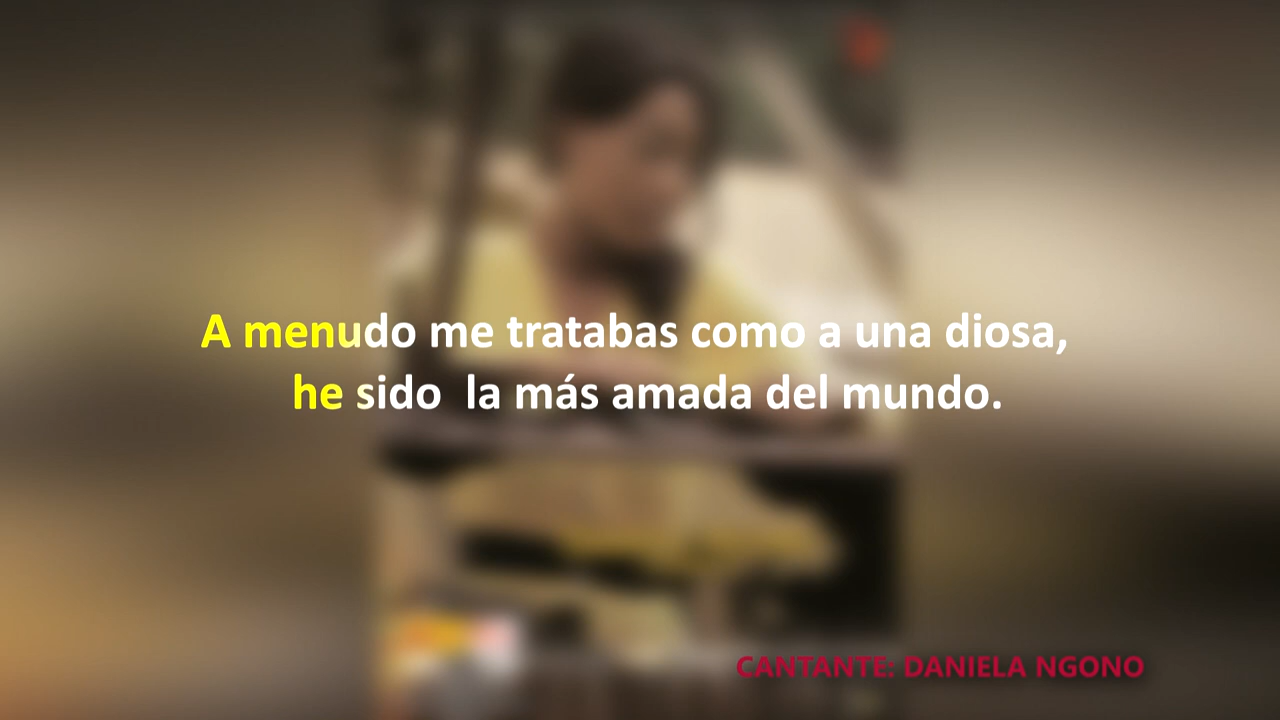 A menudo me tratabas como a una diosa,
he sido  la más amada del mundo.
CANTANTE: DANIELA NGONO